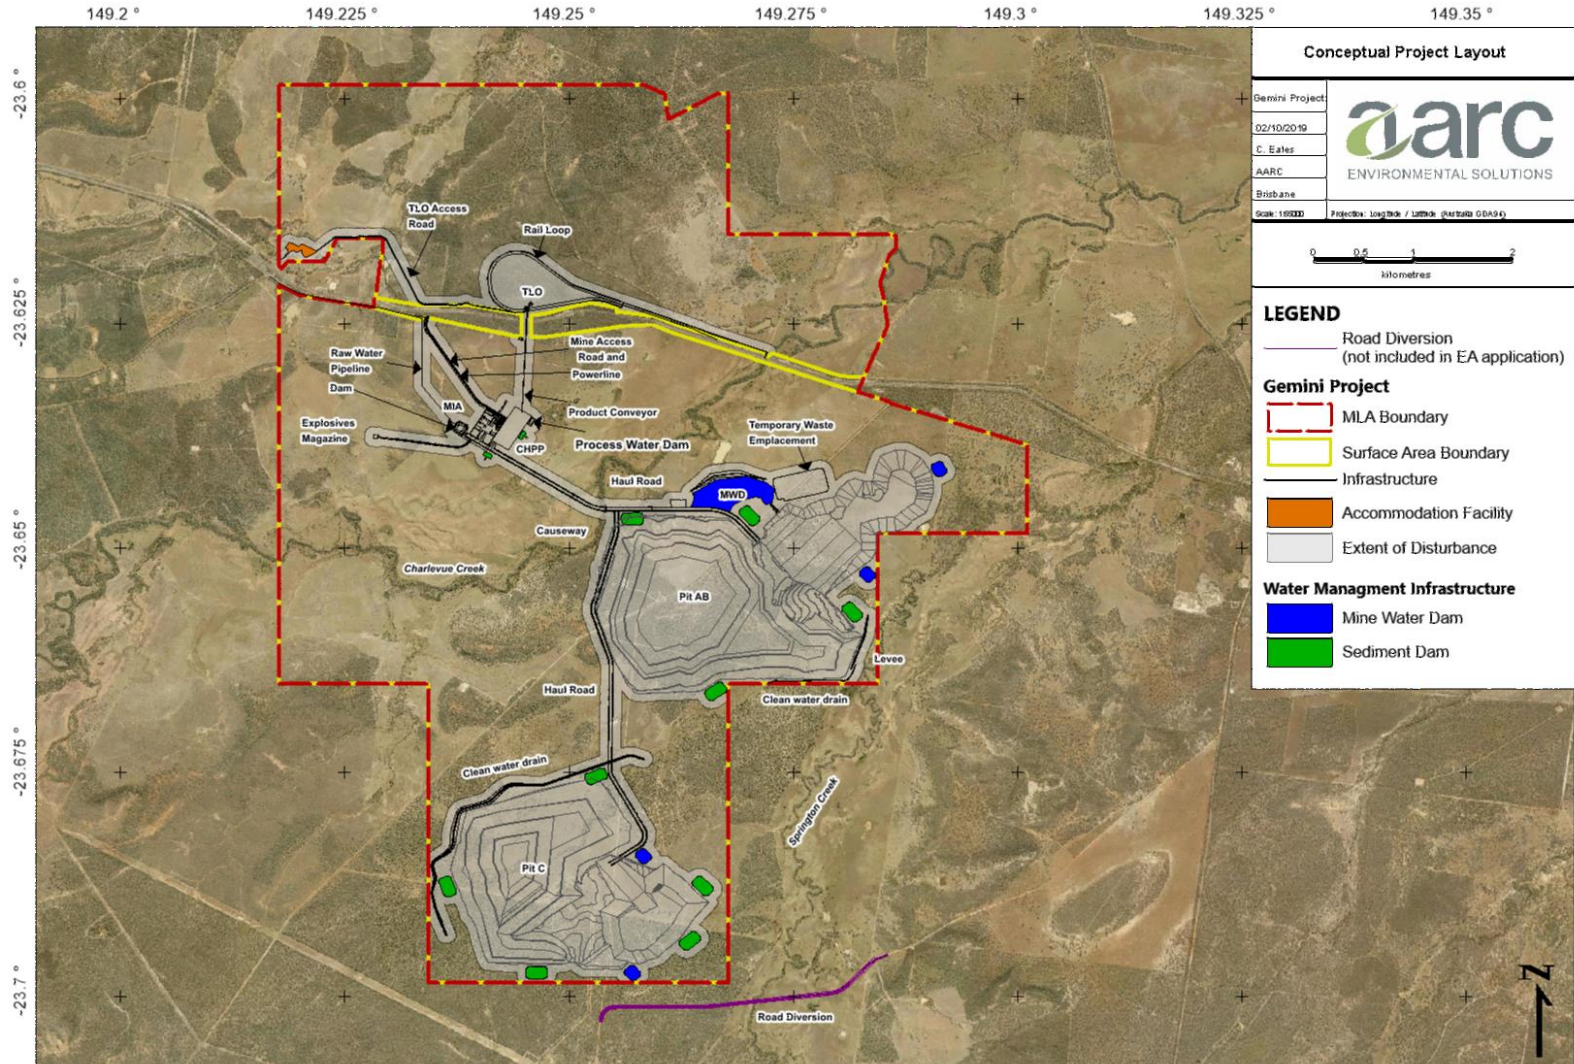 149.2 °
149.225 °
149.25 °
149.275 °
149.3 °
149.325 °
149.35 °
-23.6 °
-23.625 °
-23.65 °
-23.675 °
-23.7 °
Conceptual Project Layout
Gemini Project:
02/10/2019
C. Eales
AARC
Brisbane
aarc
ENVIRONMENTAL SOLUTIONS
Projection: Longitude / Latitude (Australia GDA94)
0 0.5 1 2
kilometres
LEGEND
Road Diversion
(not included in EA application)
Gemini Project
MLA Boundary
Surface Area Boundary
Infrastructure
Accommodation Facility
Extent of Disturbance
Water Managment Infrastructure
Mine Water Dam
Sediment Dam
N
TLO Access
Road
Rail Loop
TLO
Raw Water
Pipeline
Dam
Mine Access
Road and
Powerline
MIA
Product Conveyor
Explosives
Magazine
CHPP
Process Water Dam
Temporary Waste
Emplacement
Haul Road
MWD
Causeway
Charlevue Creek
Pit AB
Levee
Haul Road
Clean water drain
Clean water drain
Springton Creek
Pit C
Road Diversion